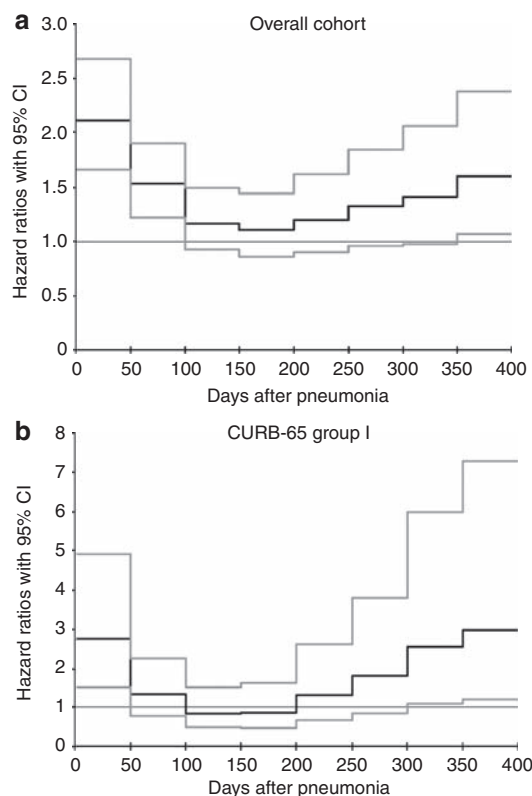 a
Overall cohort
Hazard ratios with 95% CI
3.0
2.5
2.0
1.5
1.0
0.5
0
0 50 100 150 200 250 300 350 400
Days after pneumonia
b
CURB-65 group I
Hazard ratios with 95% CI
8
7
6
5
4
3
2
1
0
0 50 100 150 200 250 300 350 400
Days after pneumonia